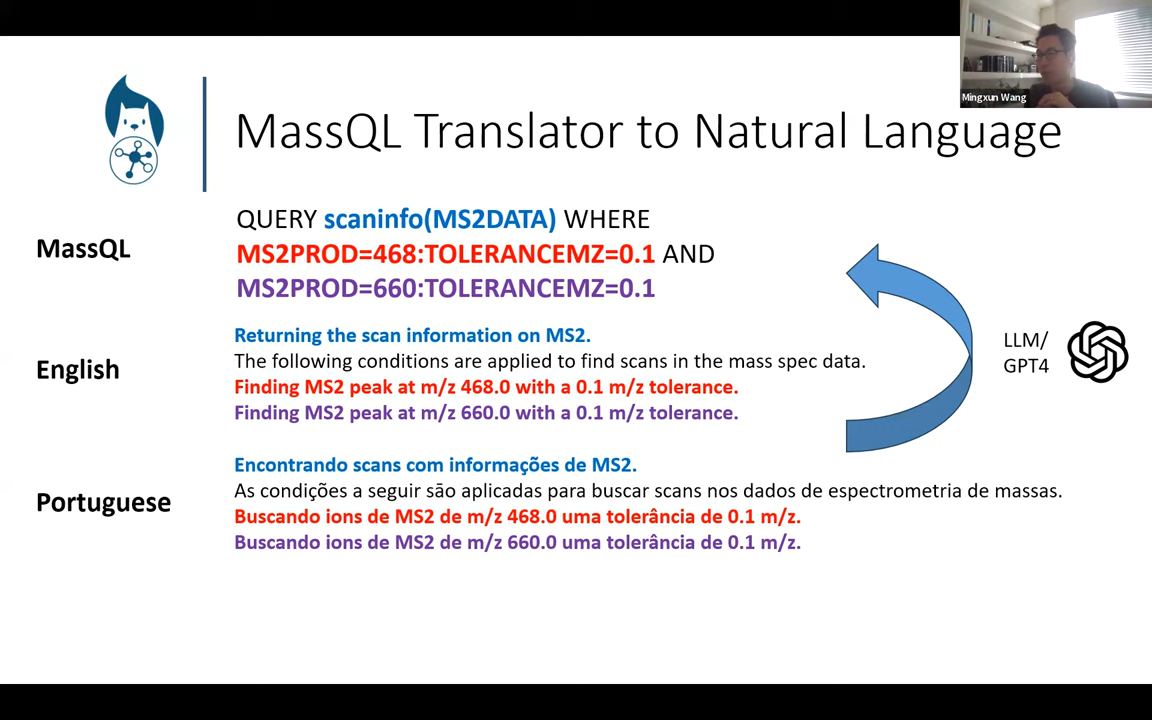 Mingxun Wang
MassQL Translator to Natural Language
MassQL
QUERY scaninfo(MS2DATA) WHERE
MS2PROD=468:TOLERANCEMZ=0.1 AND
MS2PROD=660:TOLERANCEMZ=0.1
English
Returning the scan information on MS2.
The following conditions are applied to find scans in the mass spec data.
Finding MS2 peak at m/z 468.0 with a 0.1 m/z tolerance.
Finding MS2 peak at m/z 660.0 with a 0.1 m/z tolerance.
LLM/
GPT4
Portuguese
Encontrando scans com informações de MS2.
As condições a seguir são aplicadas para buscar scans nos dados de espectrometria de massas.
Buscando ions de MS2 de m/z 468.0 uma tolerância de 0.1 m/z.
Buscando ions de MS2 de m/z 660.0 uma tolerância de 0.1 m/z.